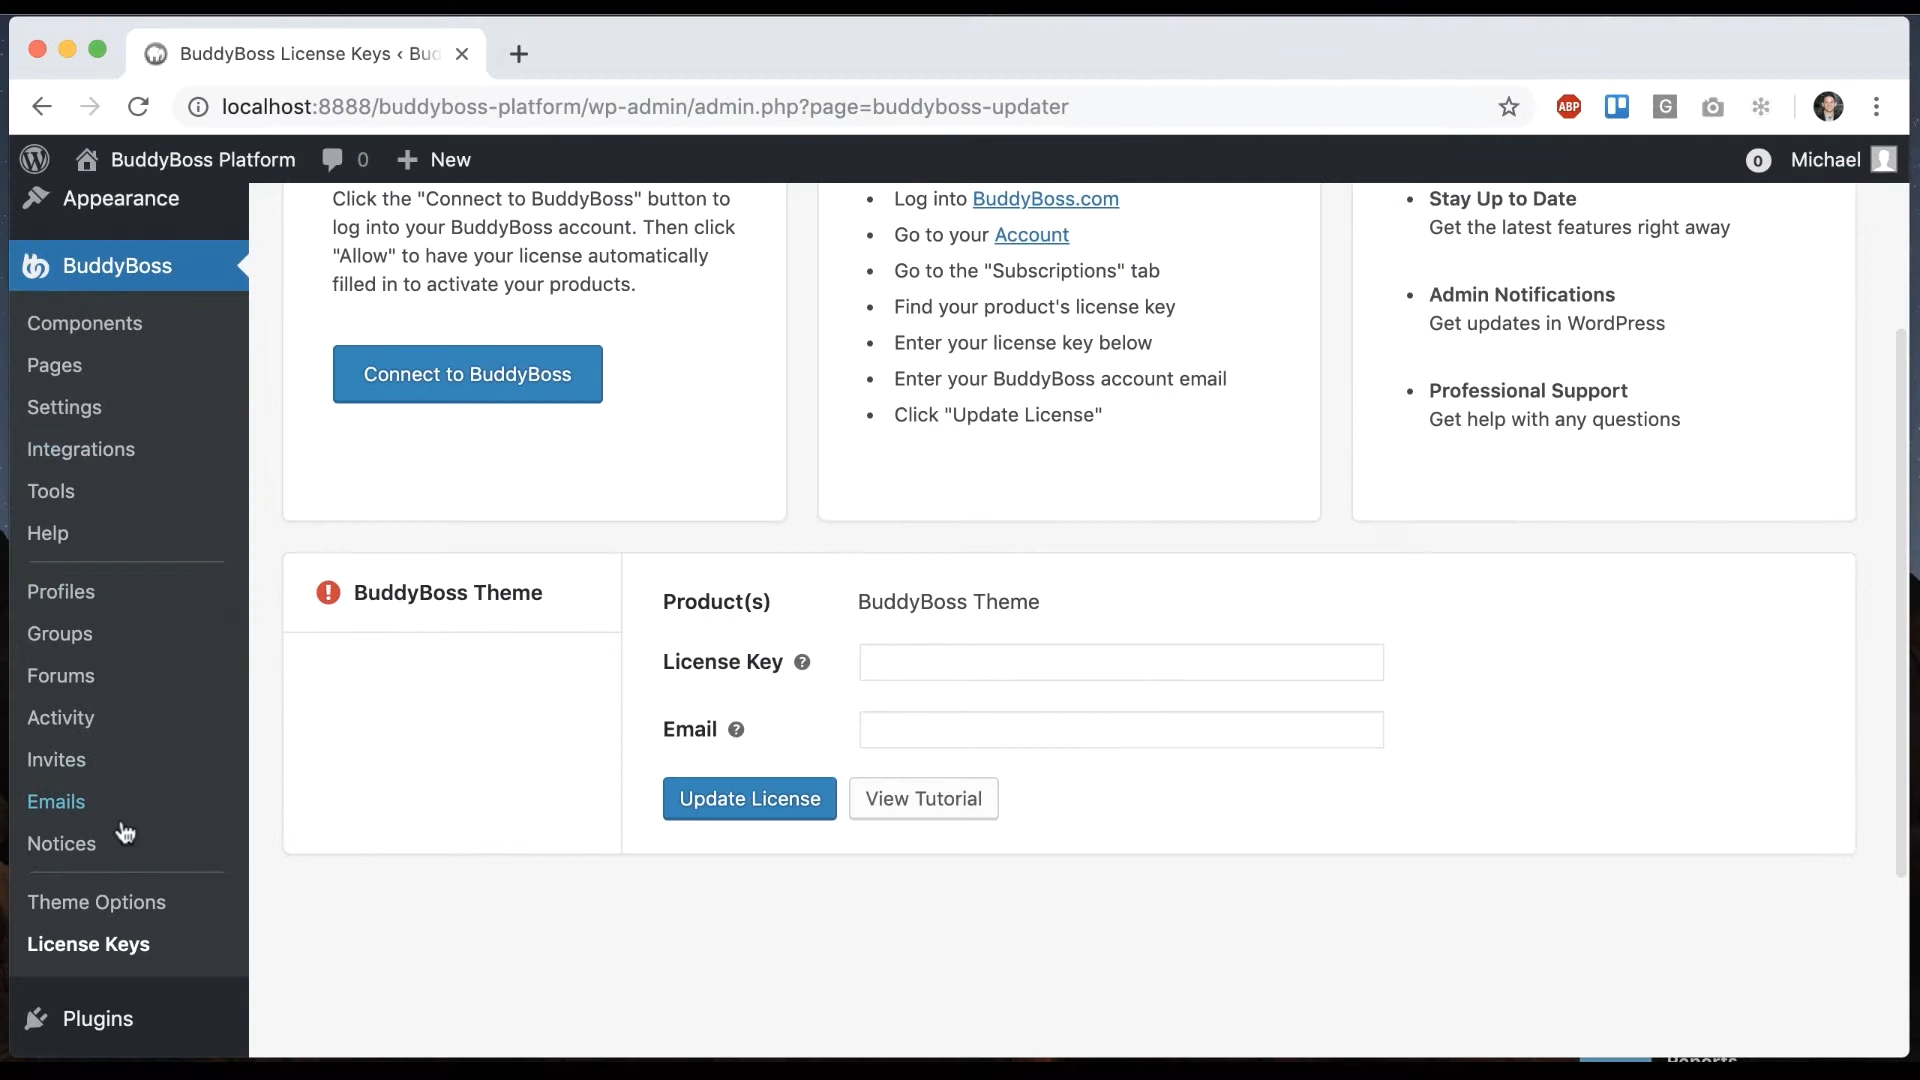 BuddyBoss License Keys ‹ Bud
localhost:8888/buddyboss-platform/wp-admin/admin.php?page=buddyboss-updater
ABP
G
BuddyBoss Platform
0
New
0
Michael
Appearance
BuddyBoss
Components
Pages
Settings
Integrations
Tools
Help
Profiles
Groups
Forums
Activity
Invites
Emails
Notices
Theme Options
License Keys
Plugins
Click the "Connect to BuddyBoss" button to
log into your BuddyBoss account. Then click
"Allow" to have your license automatically
filled in to activate your products.
Connect to BuddyBoss
• Log into BuddyBoss.com
• Go to your Account
• Go to the "Subscriptions" tab
• Find your product's license key
• Enter your license key below
• Enter your BuddyBoss account email
• Click "Update License"
• Stay Up to Date
Get the latest features right away
• Admin Notifications
Get updates in WordPress
• Professional Support
Get help with any questions
BuddyBoss Theme
Product(s) BuddyBoss Theme
License Key
Email
Update License View Tutorial
Reports